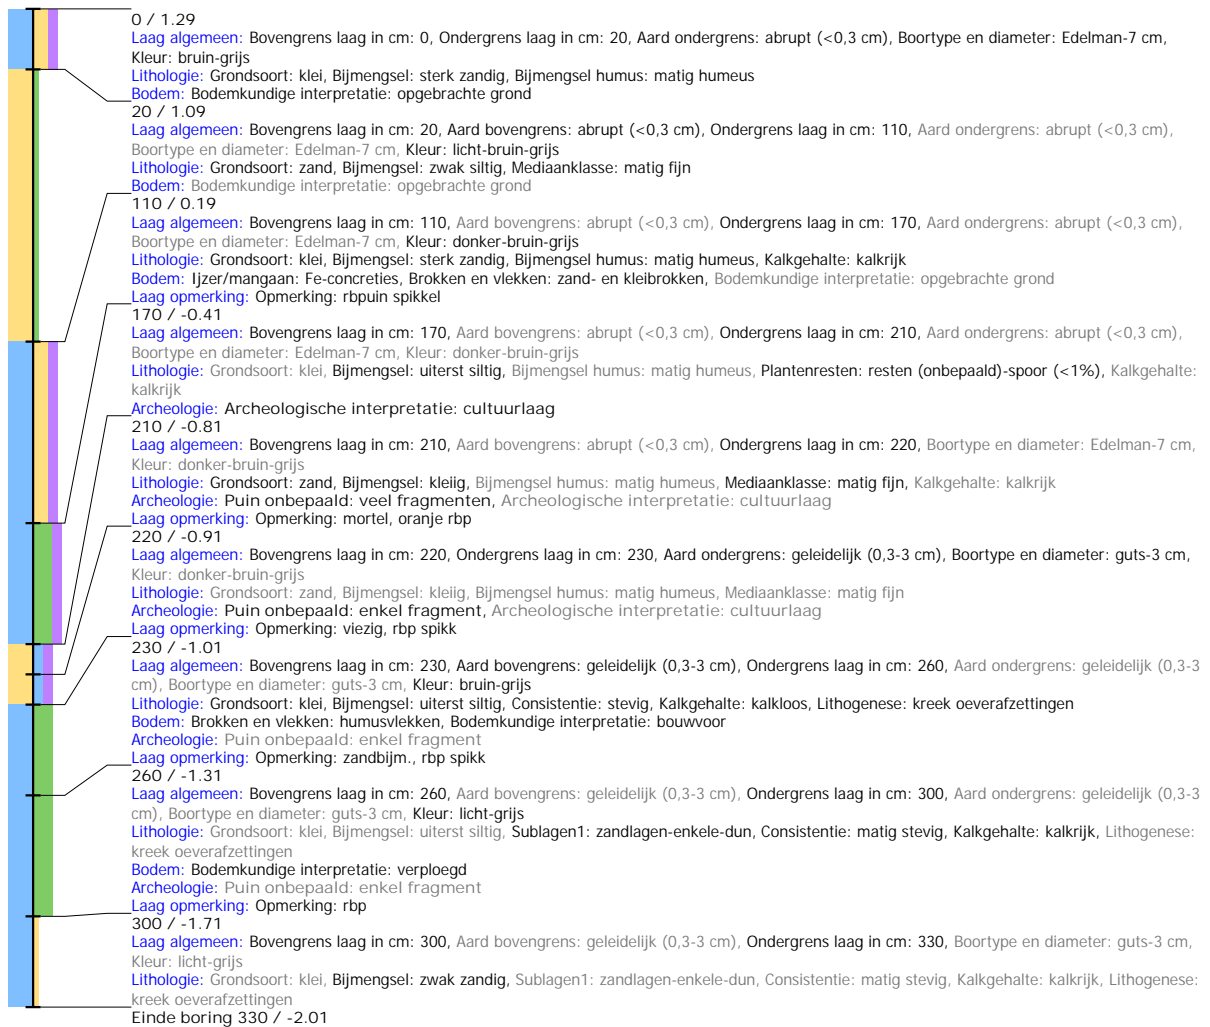 0 / 1.29
Laag algemeen: Bovengrens laag in cm: 0, Ondergrens laag in cm: 20, Aard ondergrens: abrupt (<0,3 cm), Boortype en diameter: Edelman-7 cm,
Kleur: bruin-grijs
Lithologie: Grondsoort: klei, Bijmengsel: sterk zandig, Bijmengsel humus: matig humeus
Bodem: Bodemkundige interpretatie: opgebrachte grond
20 / 1.09
Laag algemeen: Bovengrens laag in cm: 20, Aard bovengrens: abrupt (<0,3 cm), Ondergrens laag in cm: 110, Aard ondergrens: abrupt (<0,3 cm),
Boortype en diameter: Edelman-7 cm, Kleur: licht-bruin-grijs
Lithologie: Grondsoort: zand, Bijmengsel: zwak siltig, Mediaanklasse: matig fijn
Bodem: Bodemkundige interpretatie: opgebrachte grond
110 / 0.19
Laag algemeen: Bovengrens laag in cm: 110, Aard bovengrens: abrupt (<0,3 cm), Ondergrens laag in cm: 170, Aard ondergrens: abrupt (<0,3 cm),
Boortype en diameter: Edelman-7 cm, Kleur: donker-bruin-grijs
Lithologie: Grondsoort: klei, Bijmengsel: sterk zandig, Bijmengsel humus: matig humeus, Kalkgehalte: kalkrijk
Bodem: Ijzer/mangaan: Fe-concreties, Brokken en vlekken: zand- en kleibrokken, Bodemkundige interpretatie: opgebrachte grond
Laag opmerking: Opmerking: rbpuin spikkel
170 / -0.41
Laag algemeen: Bovengrens laag in cm: 170, Aard bovengrens: abrupt (<0,3 cm), Ondergrens laag in cm: 210, Aard ondergrens: abrupt (<0,3 cm),
Boortype en diameter: Edelman-7 cm, Kleur: donker-bruin-grijs
Lithologie: Grondsoort: klei, Bijmengsel: uiterst siltig, Bijmengsel humus: matig humeus, Plantenresten: resten (onbepaald)-spoor (<1%), Kalkgehalte:
kalkrijk
Archeologie: Archeologische interpretatie: cultuurlaag
210 / -0.81
Laag algemeen: Bovengrens laag in cm: 210, Aard bovengrens: abrupt (<0,3 cm), Ondergrens laag in cm: 220, Boortype en diameter: Edelman-7 cm,
Kleur: donker-bruin-grijs
Lithologie: Grondsoort: zand, Bijmengsel: kleiig, Bijmengsel humus: matig humeus, Mediaanklasse: matig fijn, Kalkgehalte: kalkrijk
Archeologie: Puin onbepaald: veel fragmenten, Archeologische interpretatie: cultuurlaag
Laag opmerking: Opmerking: mortel, oranje rbp
220 / -0.91
Laag algemeen: Bovengrens laag in cm: 220, Ondergrens laag in cm: 230, Aard ondergrens: geleidelijk (0,3-3 cm), Boortype en diameter: guts-3 cm,
Kleur: donker-bruin-grijs
Lithologie: Grondsoort: zand, Bijmengsel: kleiig, Bijmengsel humus: matig humeus, Mediaanklasse: matig fijn
Archeologie: Puin onbepaald: enkel fragment, Archeologische interpretatie: cultuurlaag
Laag opmerking: Opmerking: viezig, rbp spikk
230 / -1.01
Laag algemeen: Bovengrens laag in cm: 230, Aard bovengrens: geleidelijk (0,3-3 cm), Ondergrens laag in cm: 260, Aard ondergrens: geleidelijk (0,3-3
cm), Boortype en diameter: guts-3 cm, Kleur: bruin-grijs
Lithologie: Grondsoort: klei, Bijmengsel: uiterst siltig, Consistentie: stevig, Kalkgehalte: kalkloos, Lithogenese: kreek oeverafzettingen
Bodem: Brokken en vlekken: humusvlekken, Bodemkundige interpretatie: bouwvoor
Archeologie: Puin onbepaald: enkel fragment
Laag opmerking: Opmerking: zandbijm., rbp spikk
260 / -1.31
Laag algemeen: Bovengrens laag in cm: 260, Aard bovengrens: geleidelijk (0,3-3 cm), Ondergrens laag in cm: 300, Aard ondergrens: geleidelijk (0,3-3
cm), Boortype en diameter: guts-3 cm, Kleur: licht-grijs
Lithologie: Grondsoort: klei, Bijmengsel: uiterst siltig, Sublagen1: zandlagen-enkele-dun, Consistentie: matig stevig, Kalkgehalte: kalkrijk, Lithogenese:
kreek oeverafzettingen
Bodem: Bodemkundige interpretatie: verploegd
Archeologie: Puin onbepaald: enkel fragment
Laag opmerking: Opmerking: rbp
300 / -1.71
Laag algemeen: Bovengrens laag in cm: 300, Aard bovengrens: geleidelijk (0,3-3 cm), Ondergrens laag in cm: 330, Boortype en diameter: guts-3 cm,
Kleur: licht-grijs
Lithologie: Grondsoort: klei, Bijmengsel: zwak zandig, Sublagen1: zandlagen-enkele-dun, Consistentie: matig stevig, Kalkgehalte: kalkrijk, Lithogenese:
kreek oeverafzettingen
Einde boring 330 / -2.01